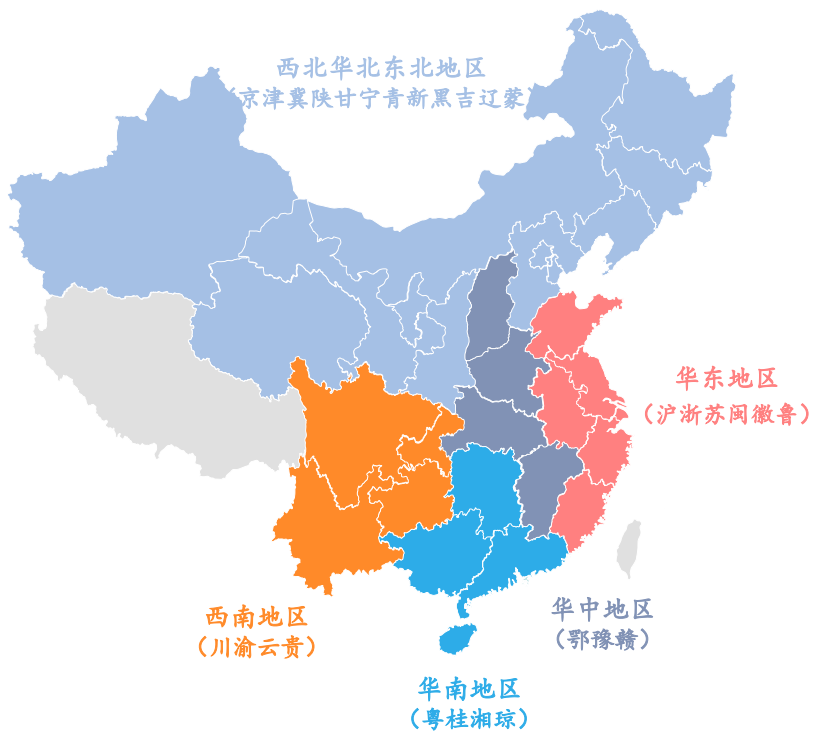 西北华北东北地区
（京津冀陕甘宁青新黑吉辽蒙）
华东地区
（沪浙苏闽徽鲁）
西南地区
（川渝云贵）
华中地区
（鄂豫赣）
华南地区
（粤桂湘琼）